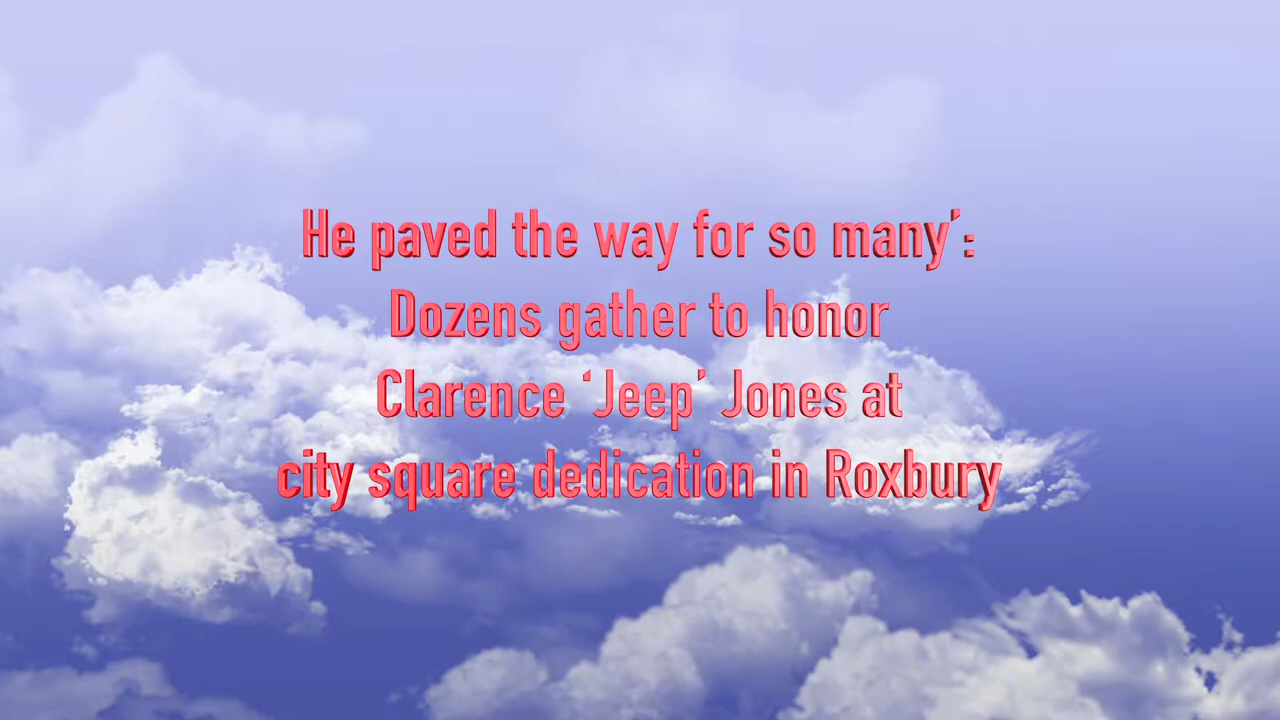 He paved the way for so many’:
Dozens gather to honor
Clarence ‘Jeep’ Jones at
city square dedication in Roxbury